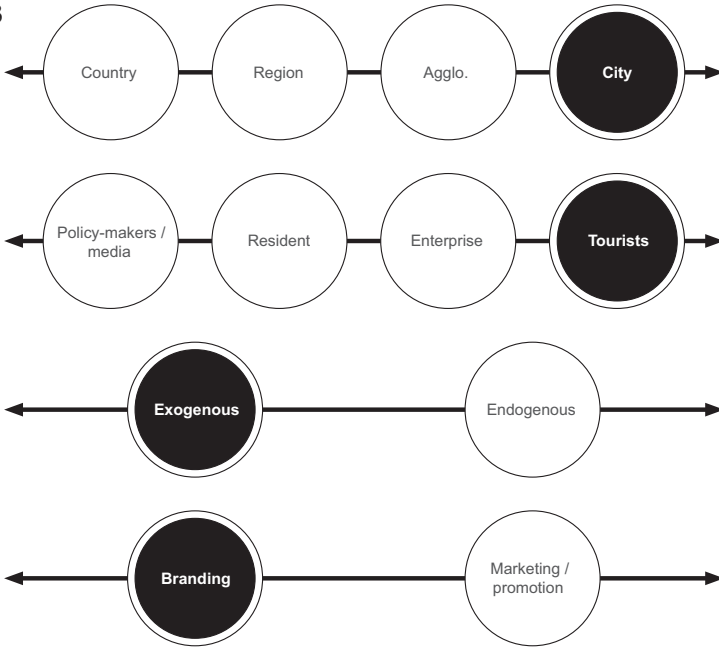 Country Region Agglo. City
Policy-makers /
media
Resident Enterprise Tourists
Exogenous Endogenous
Branding
Marketing /
promotion